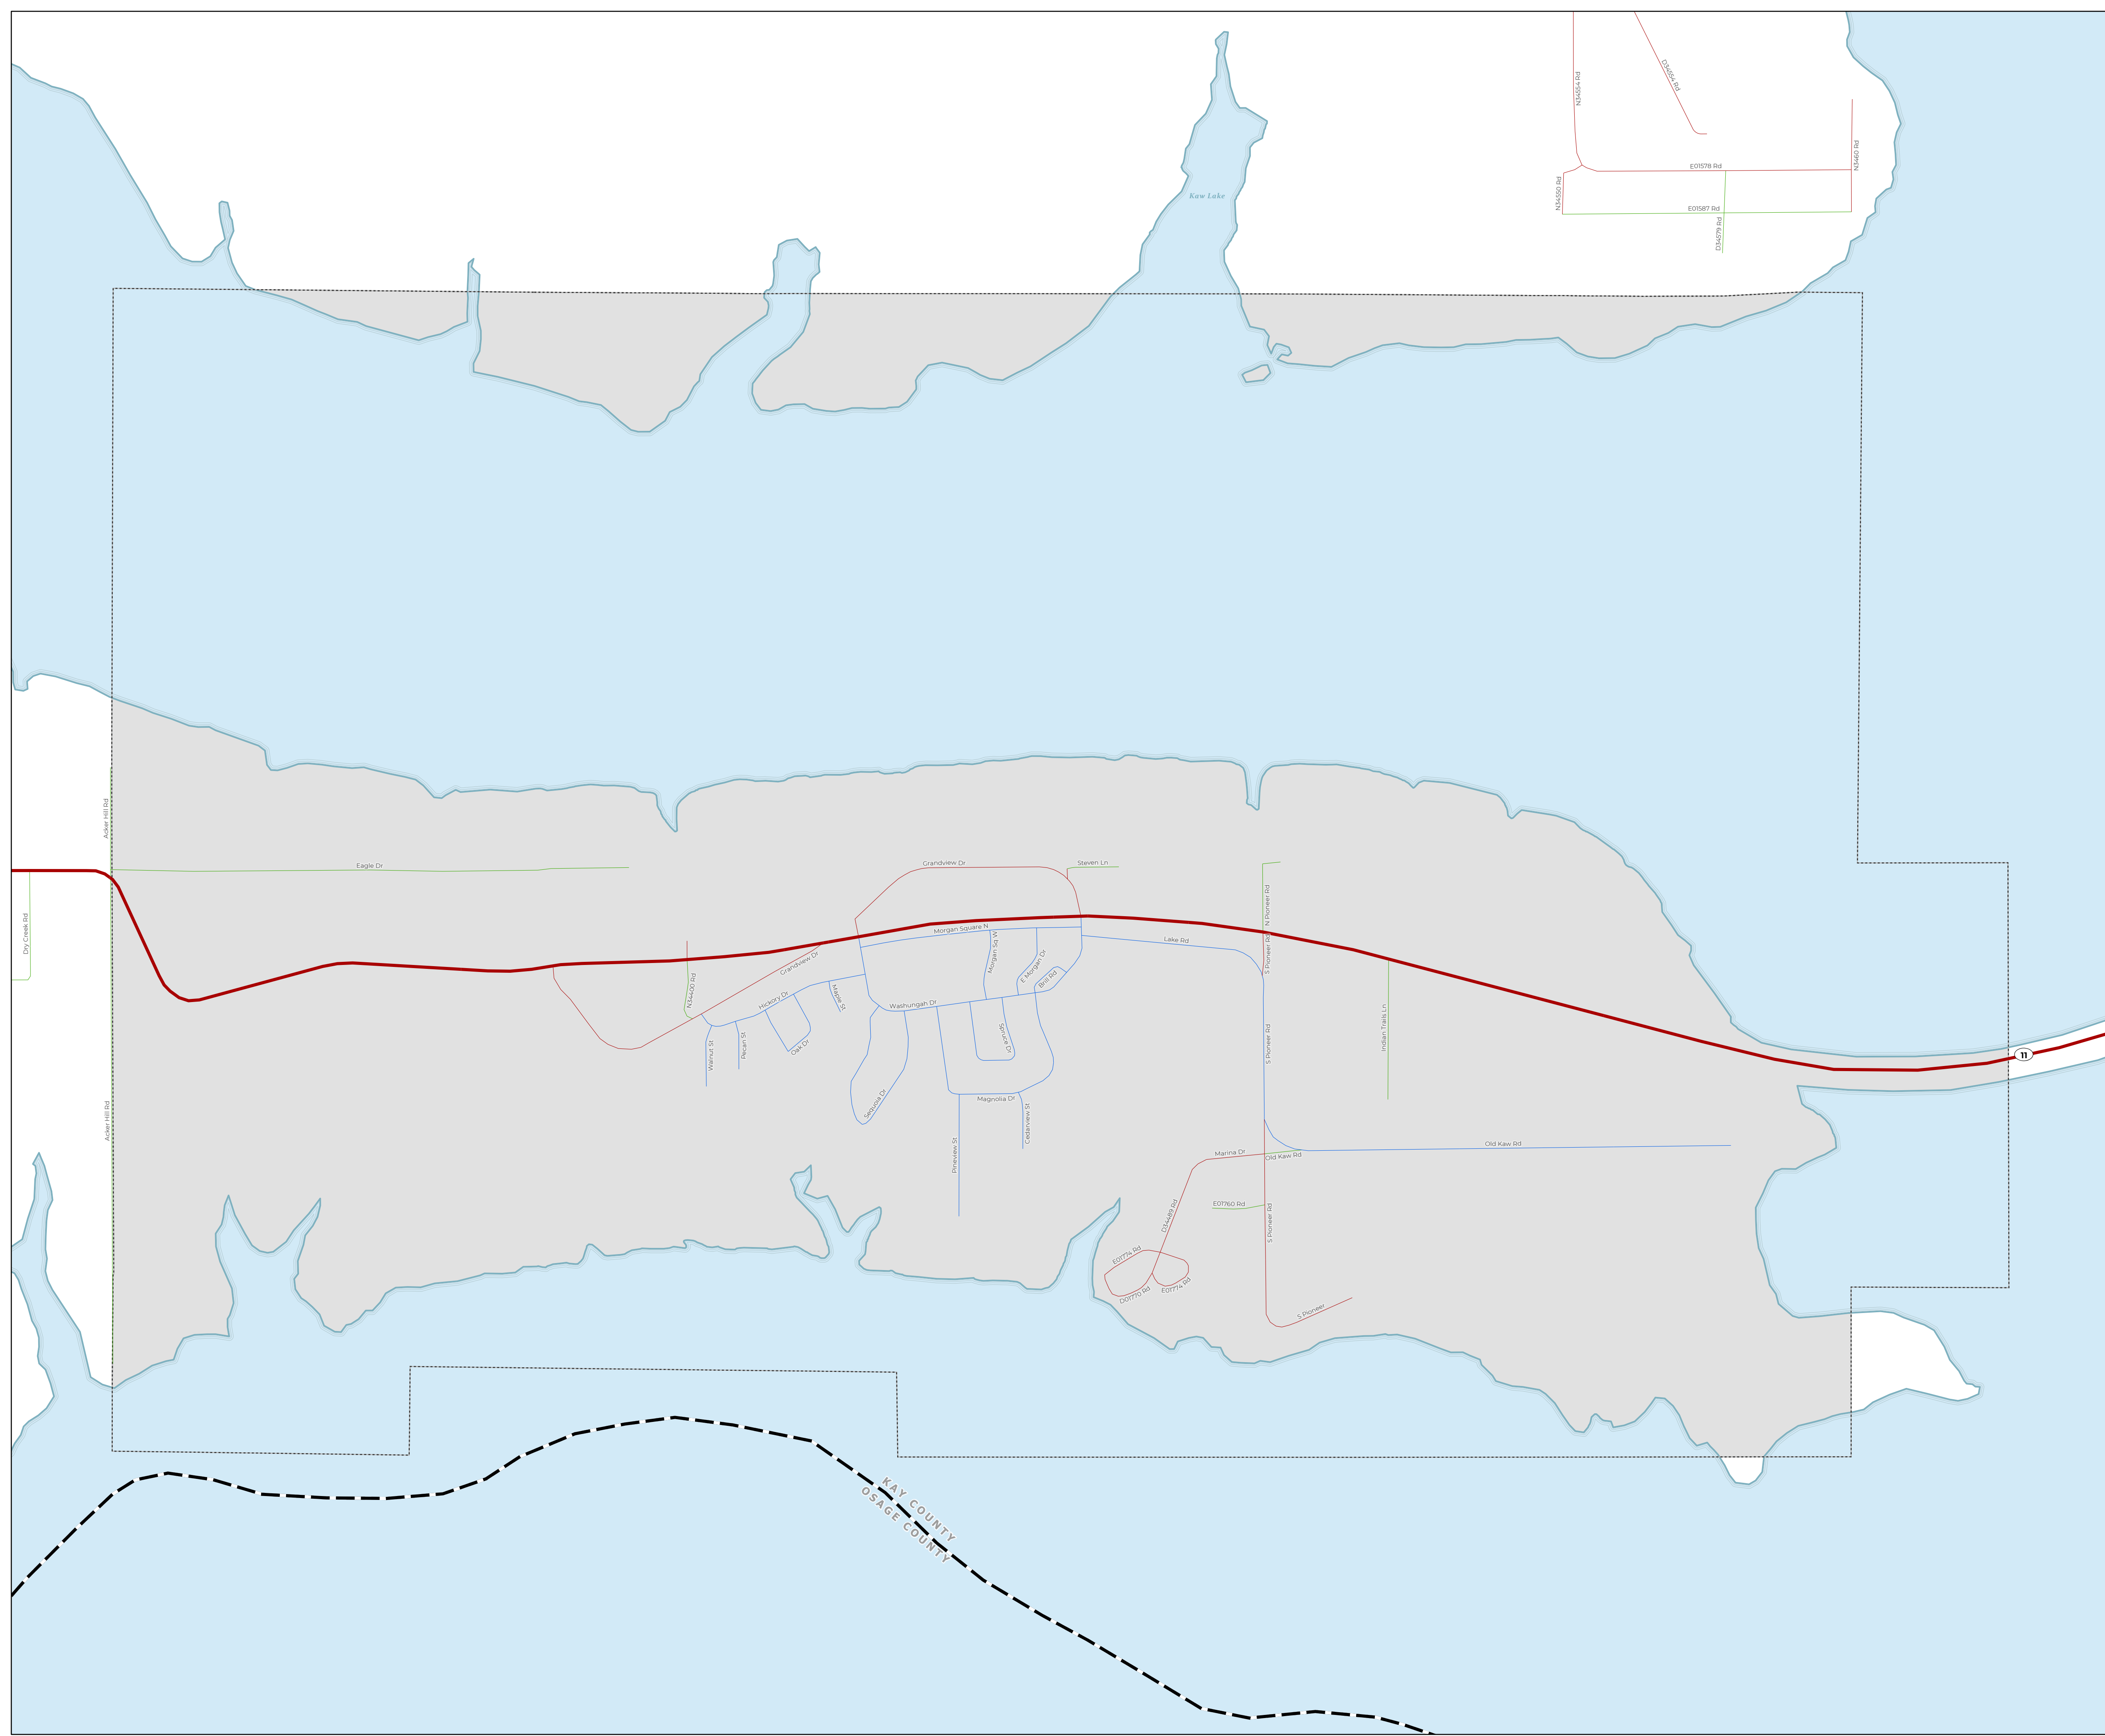 N34554 Rd
D34554 Rd
E01578 Rd
N3460 Rd
N34550 Rd
E01587 Rd
D34579 Rd
Kaw Lake
Acker Hill Rd
Eagle Dr
Grandview Dr
Steven Ln
Dry Creek Rd
N Pioneer Rd
S Pioneer Rd
Morgan Square N
Lake Rd
Morgan Sq W
E Morgan Dr
Brill Rd
Grandview Dr
N34400 Rd
Hickory Dr
Maple St
Washungah Dr
Spruce Dr
Walnut St
Pecan St
Oak Dr
S Pioneer Rd
Indian Trails Ln
11
Sequoia Dr
Magnolia Dr
Cedarview St
Acker Hill Rd
Pineview St
Marina Dr
Old Kaw Rd
Old Kaw Rd
D34489 Rd
E01760 Rd
S Pioneer Rd
E01774 Rd
E01774 Rd
D01770 Rd
S Pioneer
KAY COUNTY
OSAGE COUNTY